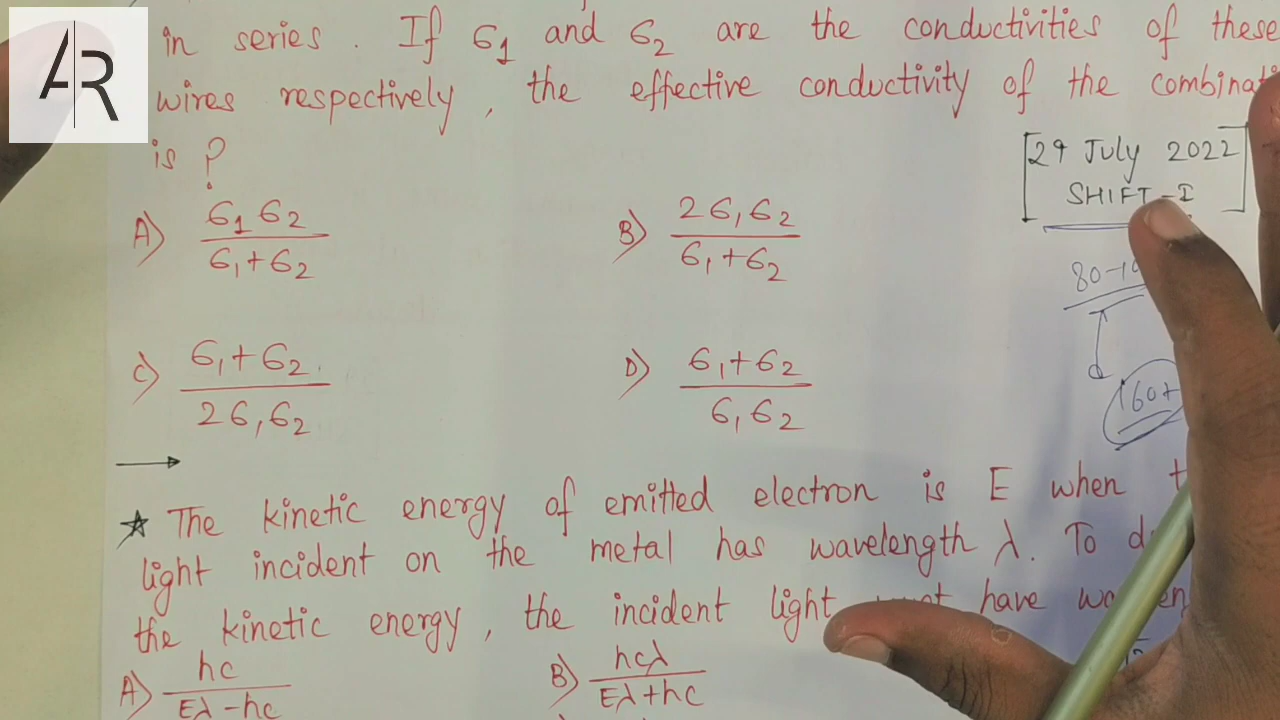 AR
in series. If σ1 and σ2 are the conductivities of these
wires respectively, the effective conductivity of the
is ?
[29 July 2022
SHIFT-I]
A) σ1 σ2 / σ1+σ2
B) 2σ1σ2 / σ1+σ2
C) σ1+σ2 / 2σ1σ2
D) σ1+σ2 / σ1σ2
→
☆ The kinetic energy of emitted electron is E when
light incident on the metal has wavelength λ. To
the kinetic energy, the incident light have
A) hc / Eλ-hc
B) hcλ / Eλ+hc